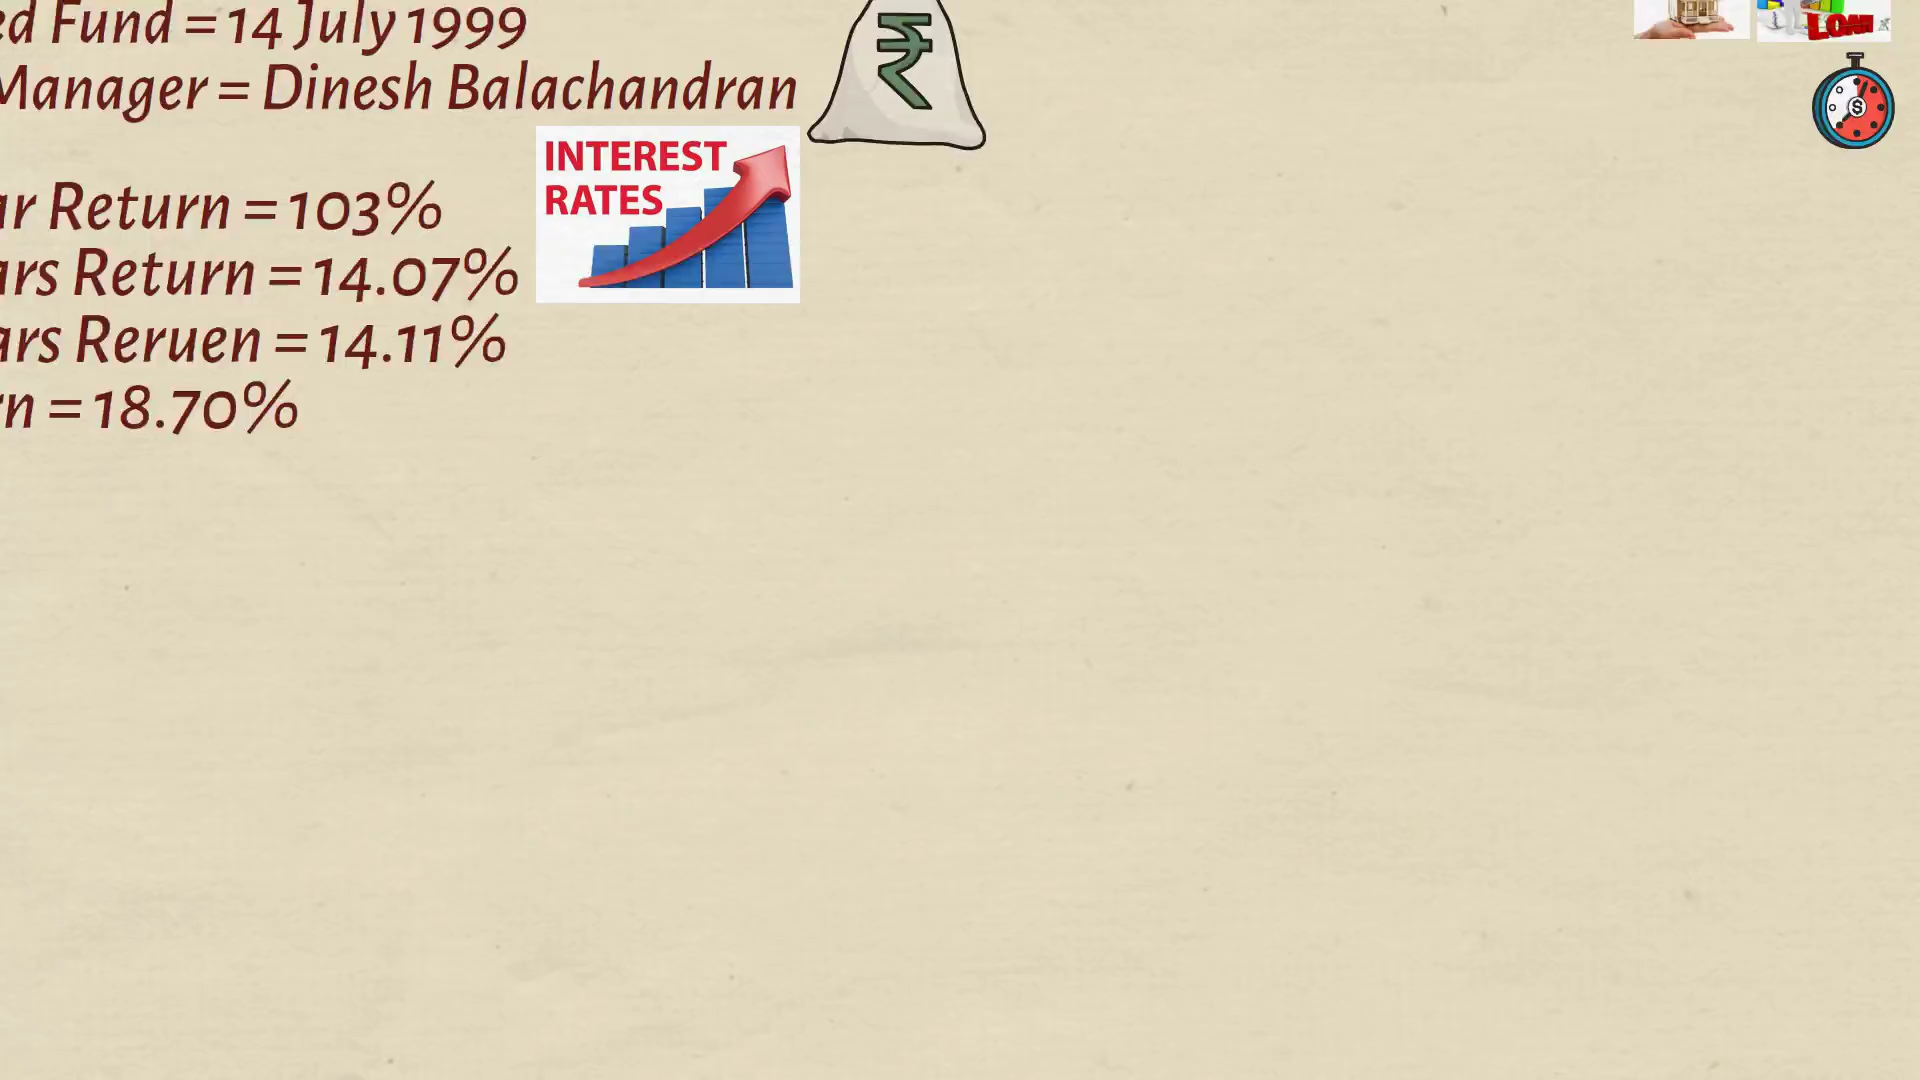 ed Fund = 14 July 1999
Manager = Dinesh Balachandran
INTEREST
RATES
ar Return = 103%
ars Return = 14.07%
ars Reruen = 14.11%
rn = 18.70%
₹
LOAN
$